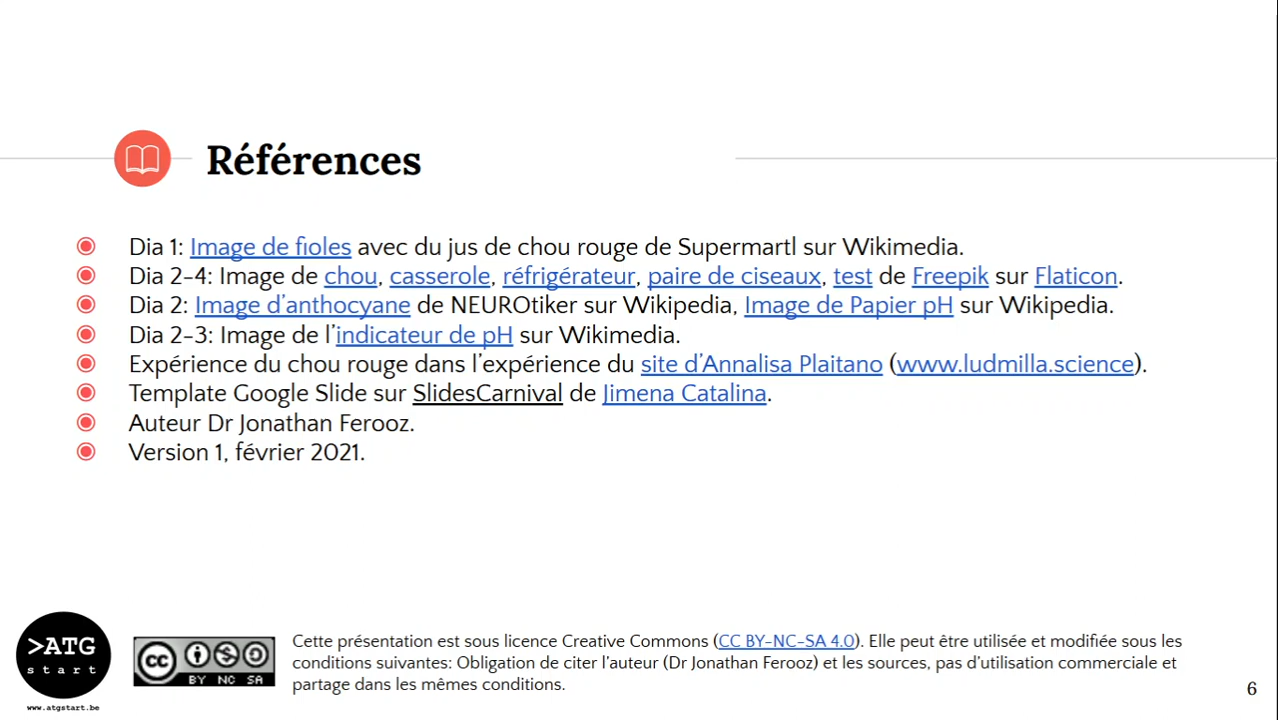 Références
Dia 1: Image de fioles avec du jus de chou rouge de Supermartl sur Wikimedia.
Dia 2-4: Image de chou, casserole, réfrigérateur, paire de ciseaux, test de Freepik sur Flaticon.
Dia 2: Image d’anthocyane de NEUROtiker sur Wikipedia, Image de Papier pH sur Wikipedia.
Dia 2-3: Image de l’indicateur de pH sur Wikimedia.
Expérience du chou rouge dans l’expérience du site d’Annalisa Plaitano (www.ludmilla.science).
Template Google Slide sur SlidesCarnival de Jimena Catalina.
Auteur Dr Jonathan Ferooz.
Version 1, février 2021.
>ATG
start
www.atgstart.be
cc
BY NC SA
Cette présentation est sous licence Creative Commons (CC BY-NC-SA 4.0). Elle peut être utilisée et modifiée sous les
conditions suivantes: Obligation de citer l’auteur (Dr Jonathan Ferooz) et les sources, pas d’utilisation commerciale et
partage dans les mêmes conditions.
6